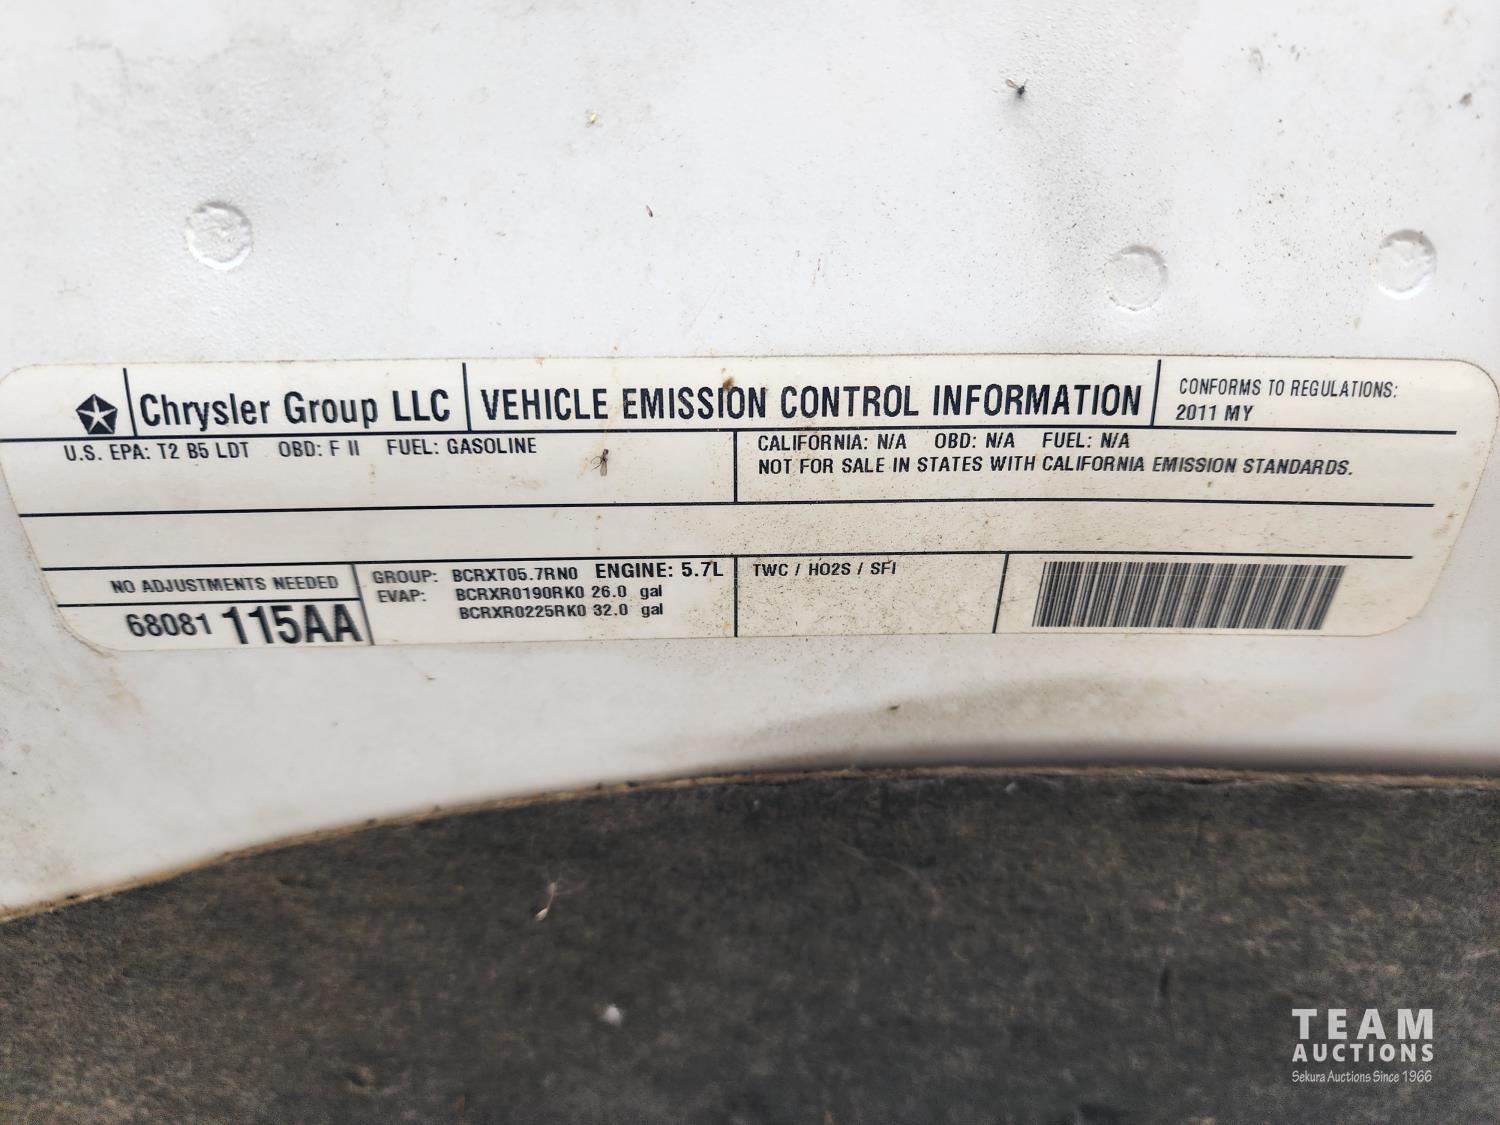 Chrysler Group LLC VEHICLE EMISSION CONTROL INFORMATION
CONFORMS TO REGULATIONS:
2011 MY
U.S. EPA: T2 B5 LDT OBD: F II FUEL: GASOLINE
CALIFORNIA: N/A OBD: N/A FUEL: N/A
NOT FOR SALE IN STATES WITH CALIFORNIA EMISSION STANDARDS.
NO ADJUSTMENTS NEEDED
68081 115AA
GROUP: BCRXT05.7RN0 ENGINE: 5.7L
EVAP: BCRXR0190RK0 26.0 gal
BCRXR0225RK0 32.0 gal
TWC / HO2S / SFI
TEAM
AUCTIONS
Sekura Auctions Since 1966